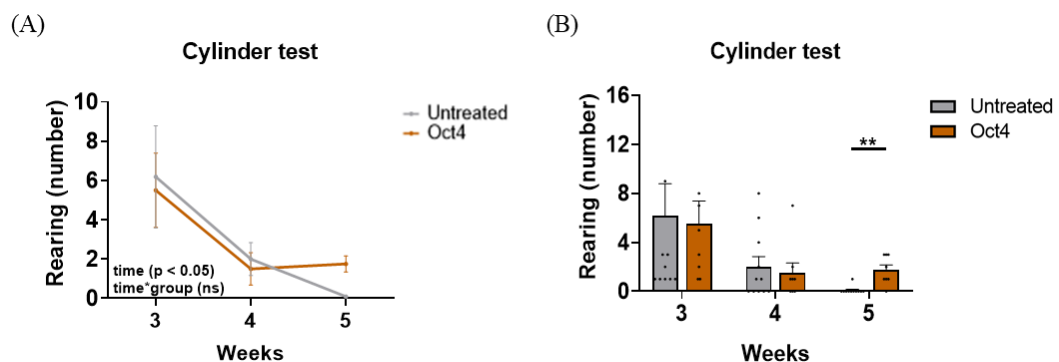 (A)
Cylinder test
Rearing (number)
10
8
6
4
2
0
time (p < 0.05)
time*group (ns)
3 4 5
Weeks
Untreated
Oct4
(B)
Cylinder test
Rearing (number)
16
12
8
4
0
**
3 4 5
Weeks
Untreated
Oct4